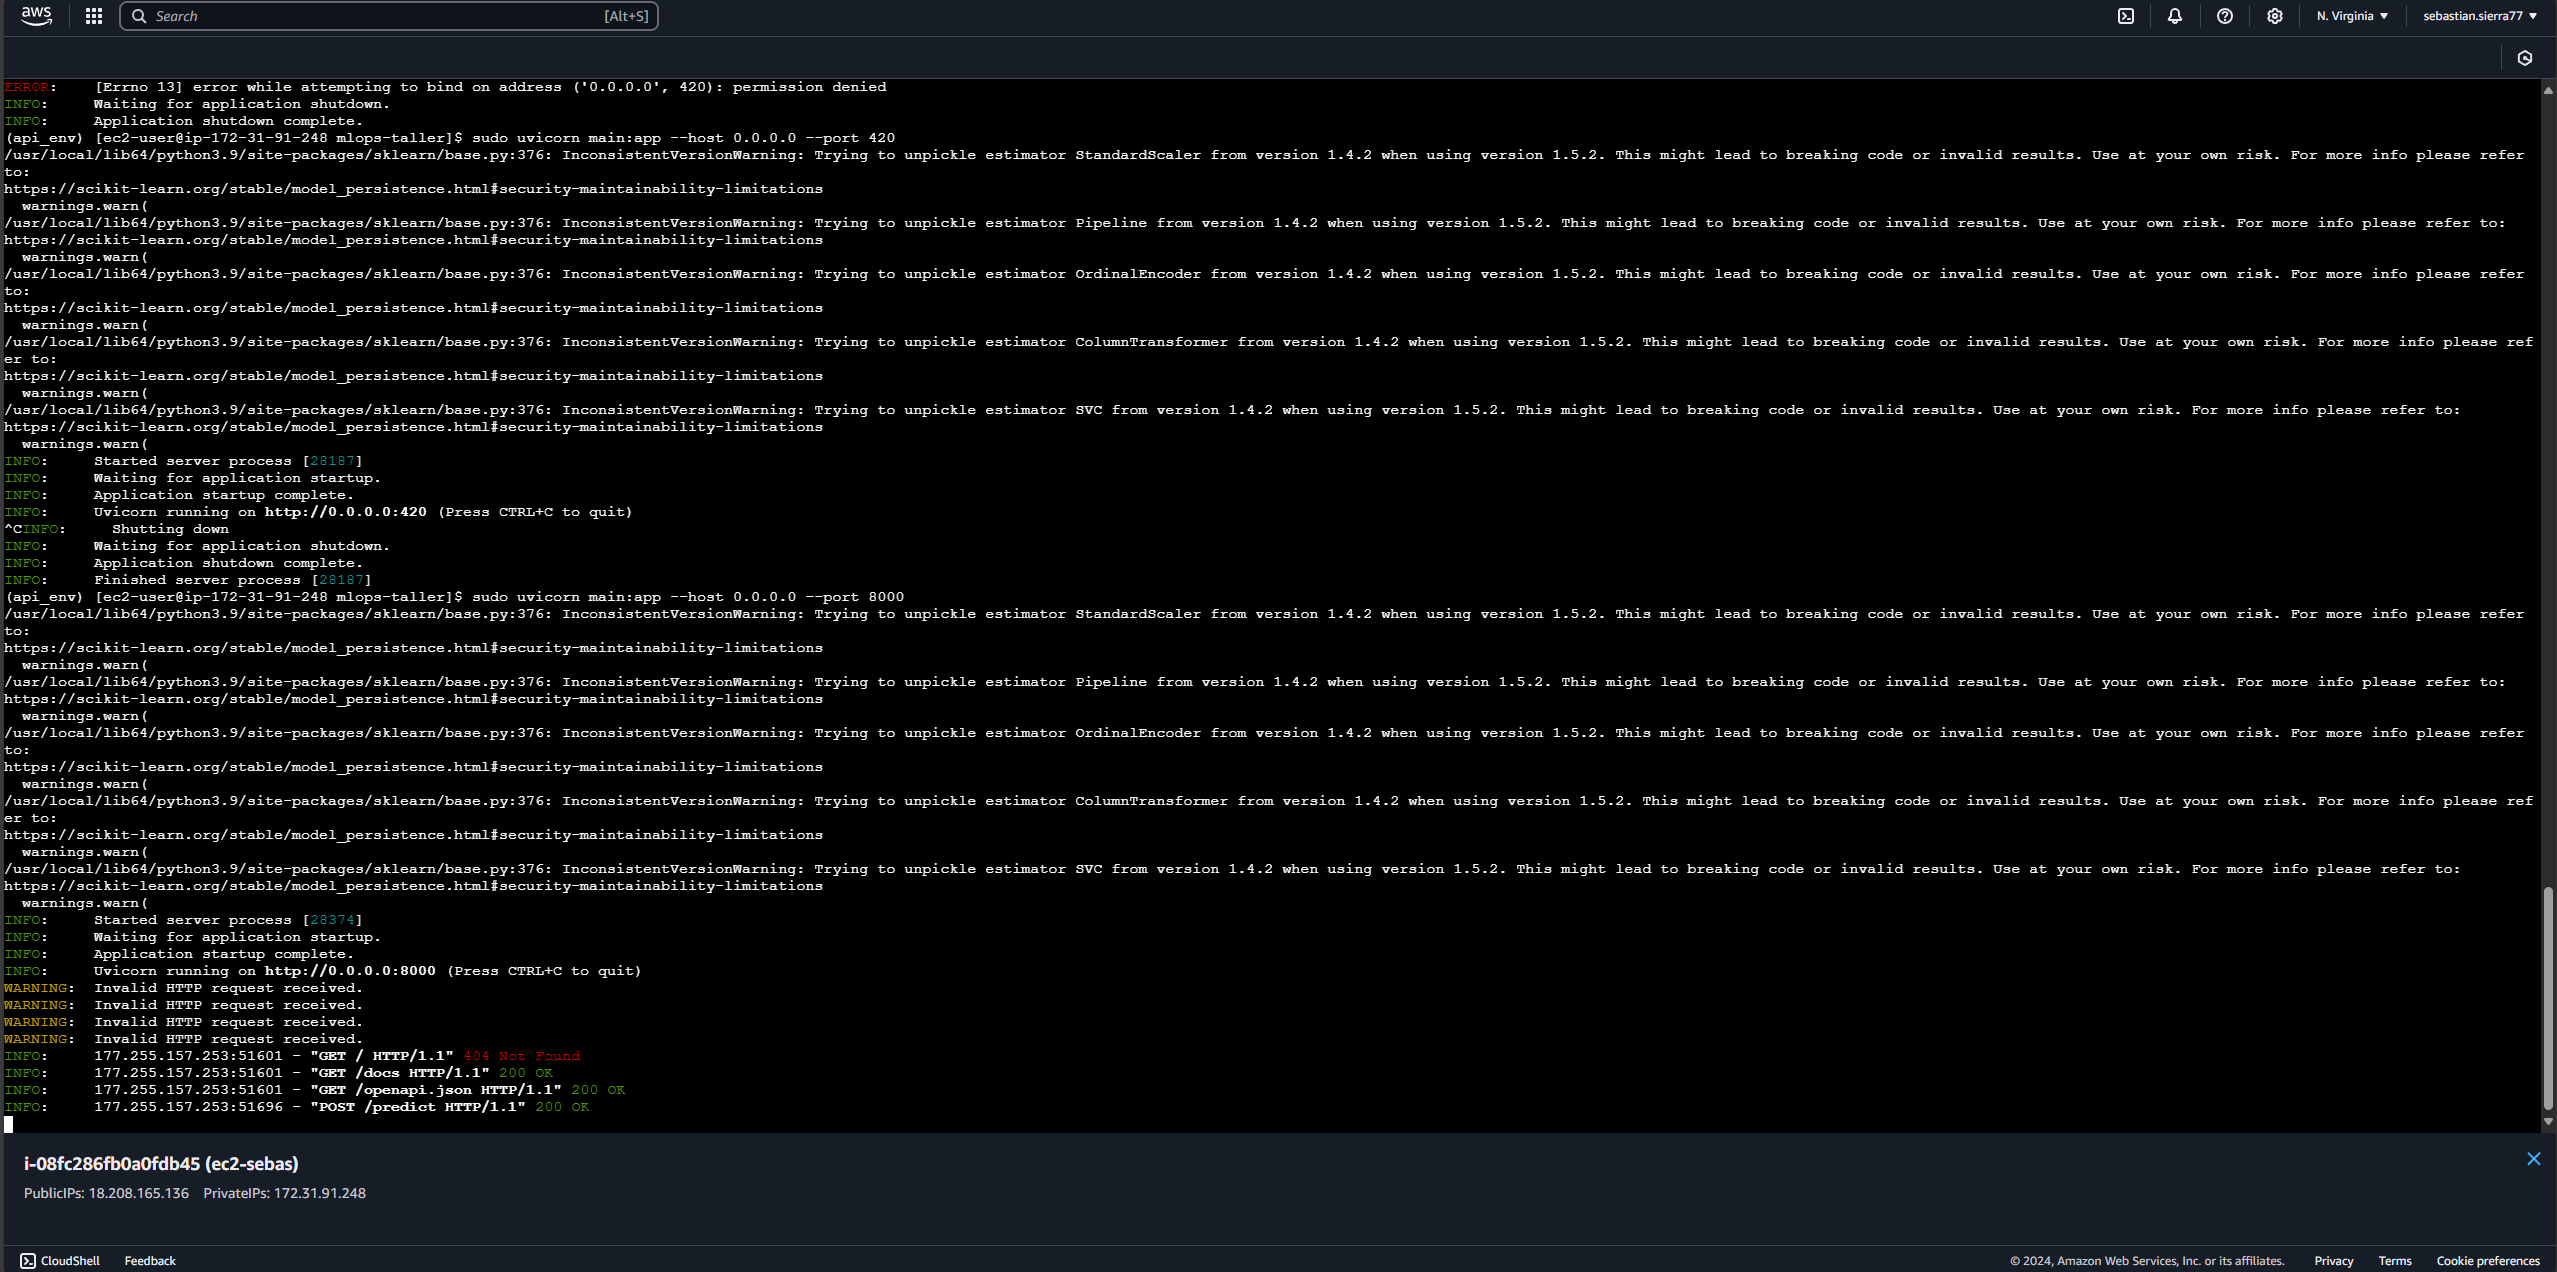 aws
Search [Alt+S] N. Virginia ▼ sebastian.sierra77 ▼
ERROR:    [Errno 13] error while attempting to bind on address ('0.0.0.0', 420): permission denied
INFO:     Waiting for application shutdown.
INFO:     Application shutdown complete.
(api_env) [ec2-user@ip-172-31-91-248 mlops-taller]$ sudo uvicorn main:app --host 0.0.0.0 --port 420
/usr/local/lib64/python3.9/site-packages/sklearn/base.py:376: InconsistentVersionWarning: Trying to unpickle estimator StandardScaler from version 1.4.2 when using version 1.5.2. This might lead to breaking code or invalid results. Use at your own risk. For more info please refer
to:
https://scikit-learn.org/stable/model_persistence.html#security-maintainability-limitations
  warnings.warn(
/usr/local/lib64/python3.9/site-packages/sklearn/base.py:376: InconsistentVersionWarning: Trying to unpickle estimator Pipeline from version 1.4.2 when using version 1.5.2. This might lead to breaking code or invalid results. Use at your own risk. For more info please refer to:
https://scikit-learn.org/stable/model_persistence.html#security-maintainability-limitations
  warnings.warn(
/usr/local/lib64/python3.9/site-packages/sklearn/base.py:376: InconsistentVersionWarning: Trying to unpickle estimator OrdinalEncoder from version 1.4.2 when using version 1.5.2. This might lead to breaking code or invalid results. Use at your own risk. For more info please refer
to:
https://scikit-learn.org/stable/model_persistence.html#security-maintainability-limitations
  warnings.warn(
/usr/local/lib64/python3.9/site-packages/sklearn/base.py:376: InconsistentVersionWarning: Trying to unpickle estimator ColumnTransformer from version 1.4.2 when using version 1.5.2. This might lead to breaking code or invalid results. Use at your own risk. For more info please ref
er to:
https://scikit-learn.org/stable/model_persistence.html#security-maintainability-limitations
  warnings.warn(
/usr/local/lib64/python3.9/site-packages/sklearn/base.py:376: InconsistentVersionWarning: Trying to unpickle estimator SVC from version 1.4.2 when using version 1.5.2. This might lead to breaking code or invalid results. Use at your own risk. For more info please refer to:
https://scikit-learn.org/stable/model_persistence.html#security-maintainability-limitations
  warnings.warn(
INFO:     Started server process [28187]
INFO:     Waiting for application startup.
INFO:     Application startup complete.
INFO:     Uvicorn running on http://0.0.0.0:420 (Press CTRL+C to quit)
^CINFO:     Shutting down
INFO:     Waiting for application shutdown.
INFO:     Application shutdown complete.
INFO:     Finished server process [28187]
(api_env) [ec2-user@ip-172-31-91-248 mlops-taller]$ sudo uvicorn main:app --host 0.0.0.0 --port 8000
/usr/local/lib64/python3.9/site-packages/sklearn/base.py:376: InconsistentVersionWarning: Trying to unpickle estimator StandardScaler from version 1.4.2 when using version 1.5.2. This might lead to breaking code or invalid results. Use at your own risk. For more info please refer
to:
https://scikit-learn.org/stable/model_persistence.html#security-maintainability-limitations
  warnings.warn(
/usr/local/lib64/python3.9/site-packages/sklearn/base.py:376: InconsistentVersionWarning: Trying to unpickle estimator Pipeline from version 1.4.2 when using version 1.5.2. This might lead to breaking code or invalid results. Use at your own risk. For more info please refer to:
https://scikit-learn.org/stable/model_persistence.html#security-maintainability-limitations
  warnings.warn(
/usr/local/lib64/python3.9/site-packages/sklearn/base.py:376: InconsistentVersionWarning: Trying to unpickle estimator OrdinalEncoder from version 1.4.2 when using version 1.5.2. This might lead to breaking code or invalid results. Use at your own risk. For more info please refer
to:
https://scikit-learn.org/stable/model_persistence.html#security-maintainability-limitations
  warnings.warn(
/usr/local/lib64/python3.9/site-packages/sklearn/base.py:376: InconsistentVersionWarning: Trying to unpickle estimator ColumnTransformer from version 1.4.2 when using version 1.5.2. This might lead to breaking code or invalid results. Use at your own risk. For more info please ref
er to:
https://scikit-learn.org/stable/model_persistence.html#security-maintainability-limitations
  warnings.warn(
/usr/local/lib64/python3.9/site-packages/sklearn/base.py:376: InconsistentVersionWarning: Trying to unpickle estimator SVC from version 1.4.2 when using version 1.5.2. This might lead to breaking code or invalid results. Use at your own risk. For more info please refer to:
https://scikit-learn.org/stable/model_persistence.html#security-maintainability-limitations
  warnings.warn(
INFO:     Started server process [28374]
INFO:     Waiting for application startup.
INFO:     Application startup complete.
INFO:     Uvicorn running on http://0.0.0.0:8000 (Press CTRL+C to quit)
WARNING:  Invalid HTTP request received.
WARNING:  Invalid HTTP request received.
WARNING:  Invalid HTTP request received.
WARNING:  Invalid HTTP request received.
INFO:     177.255.157.253:51601 - "GET / HTTP/1.1" 404 Not Found
INFO:     177.255.157.253:51601 - "GET /docs HTTP/1.1" 200 OK
INFO:     177.255.157.253:51601 - "GET /openapi.json HTTP/1.1" 200 OK
INFO:     177.255.157.253:51696 - "POST /predict HTTP/1.1" 200 OK
i-08fc286fb0a0fdb45 (ec2-sebas)
PublicIPs: 18.208.165.136 PrivateIPs: 172.31.91.248
CloudShell Feedback © 2024, Amazon Web Services, Inc. or its affiliates. Privacy Terms Cookie preferences